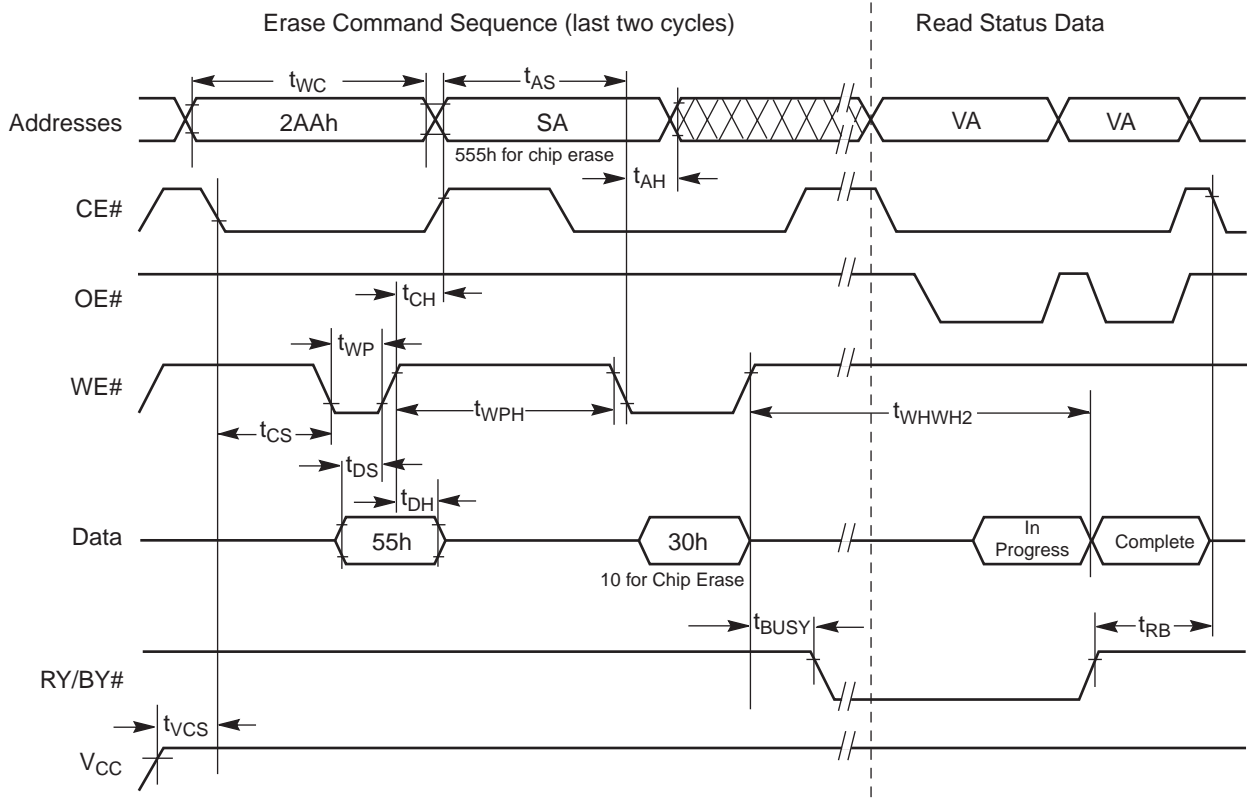 Erase Command Sequence (last two cycles)
Read Status Data
tWC
tAS
Addresses
2AAh
SA
VA
VA
555h for chip erase
tAH
CE#
tCH
OE#
tWP
WE#
tWPH
tWHWH2
tCS
tDS
tDH
Data
55h
30h
In
Progress
Complete
10 for Chip Erase
tBUSY
tRB
RY/BY#
tVCS
VCC